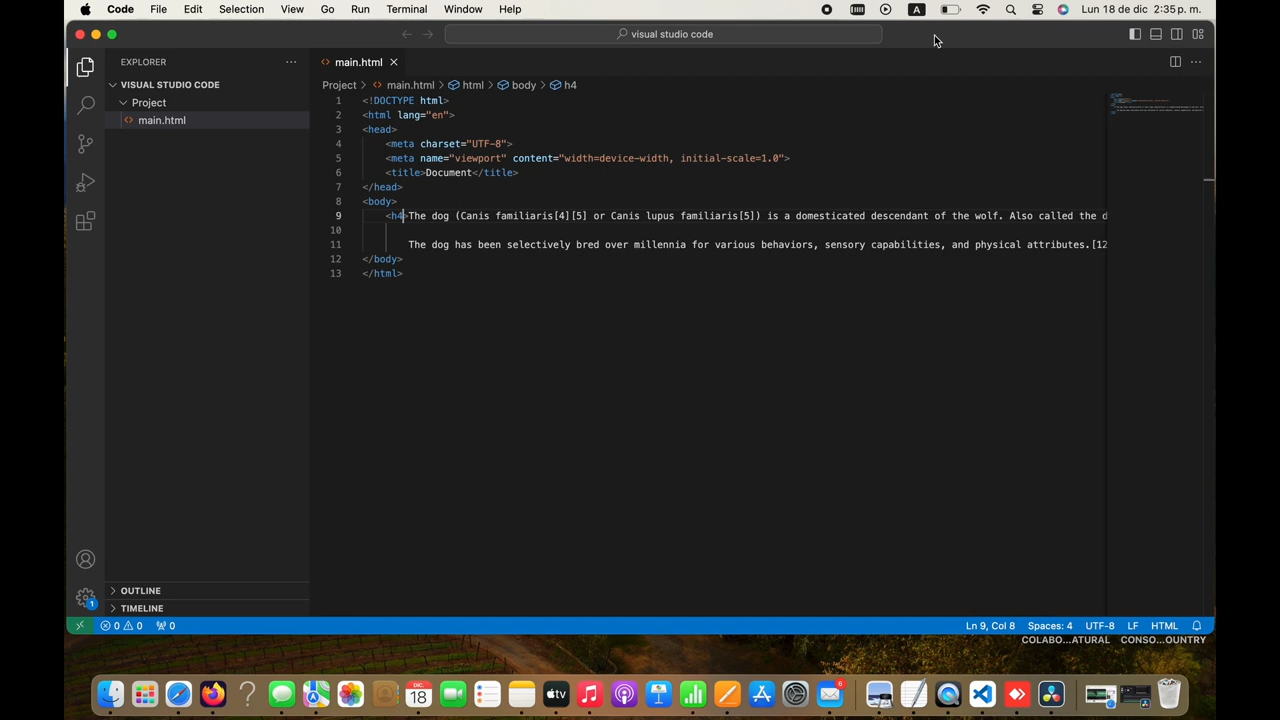 Code File Edit Selection View Go Run Terminal Window Help
A
Lun 18 de dic 2:35 p. m.
visual studio code
EXPLORER
main.html
VISUAL STUDIO CODE
Project
main.html
Project > main.html > html > body > h4
1 <!DOCTYPE html>
2 <html lang="en">
3 <head>
4 <meta charset="UTF-8">
5 <meta name="viewport" content="width=device-width, initial-scale=1.0">
6 <title>Document</title>
7 </head>
8 <body>
9 <h4>The dog (Canis familiaris[4][5] or Canis lupus familiaris[5]) is a domesticated descendant of the wolf. Also called the d
10
11 The dog has been selectively bred over millennia for various behaviors, sensory capabilities, and physical attributes.[12
12 </body>
13 </html>
OUTLINE
TIMELINE
1
0 0 0
Ln 9, Col 8 Spaces: 4 UTF-8 LF HTML
COLABO...ATURAL CONSO...OUNTRY
DIC
18
tv
6